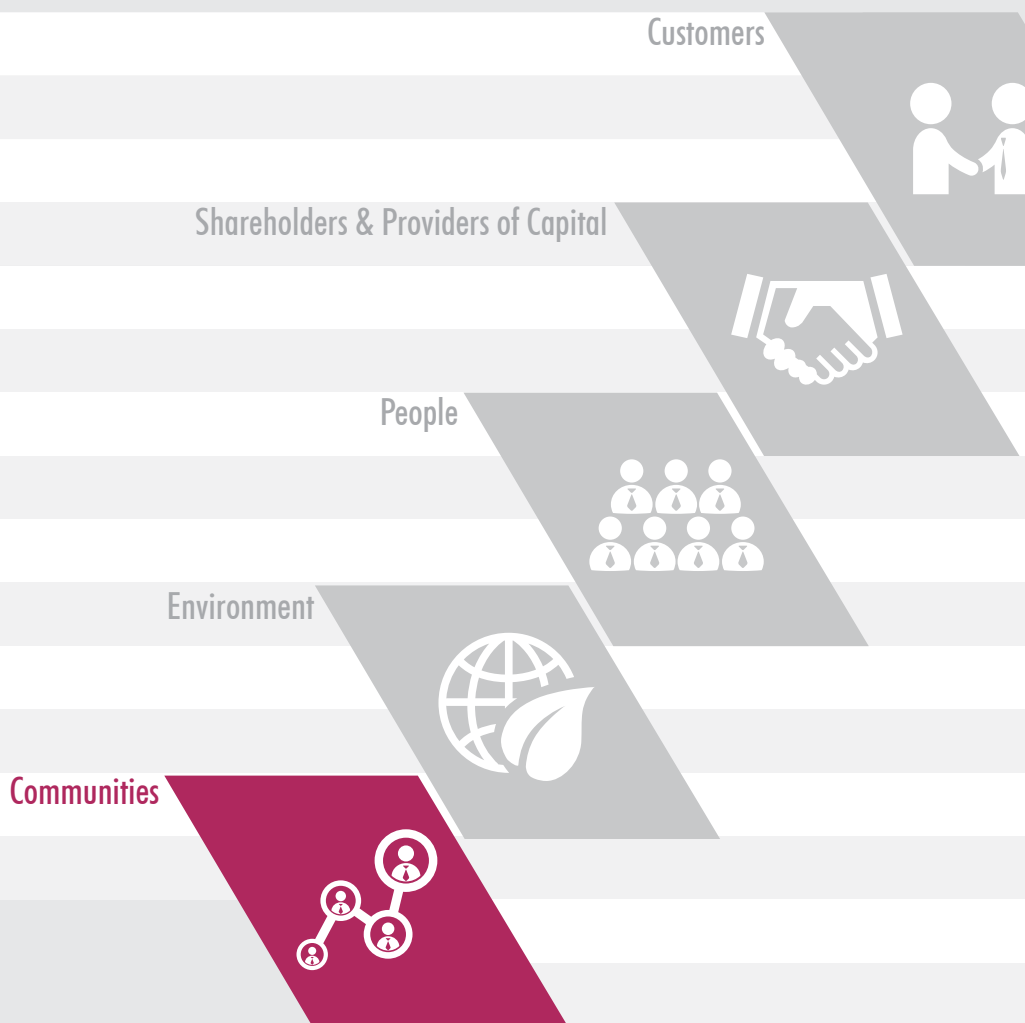 Customers
Shareholders & Providers of Capital
People
Environment
Communities